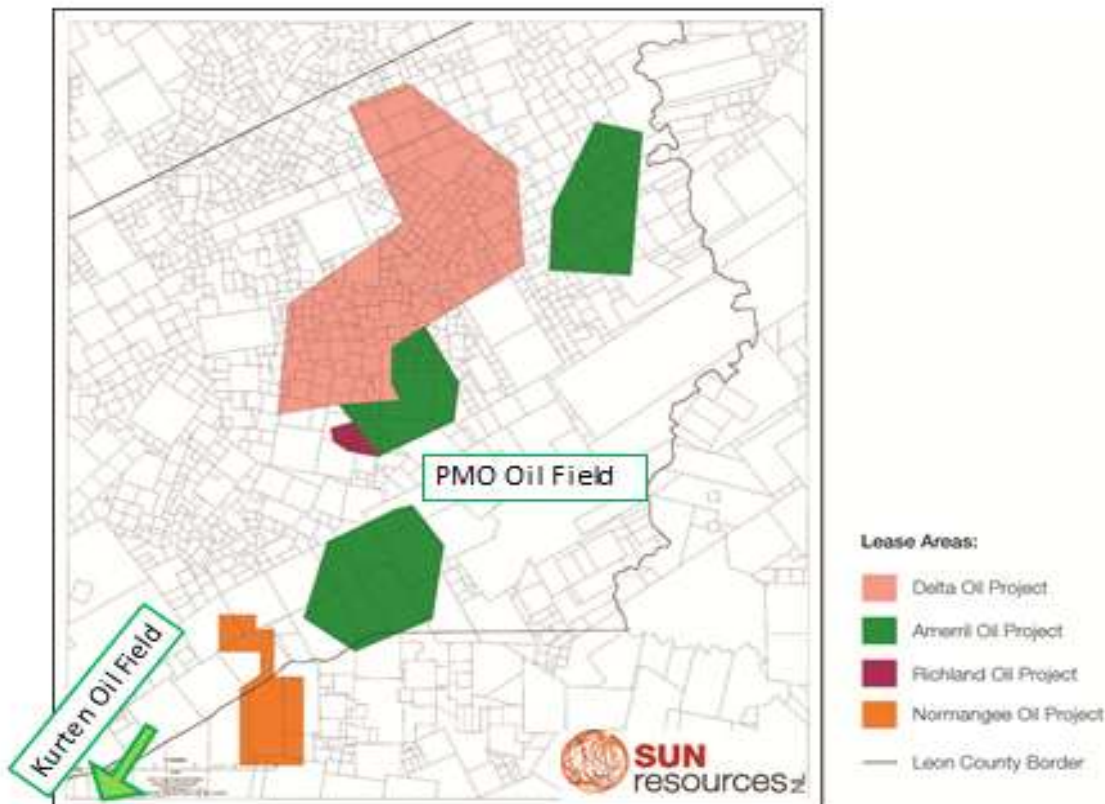 PMO Oil Field
Kurten Oil Field
SUN
resources NL
Lease Areas:
Delta Oil Project
Amerril Oil Project
Richland Oil Project
Normangee Oil Project
Leon County Border